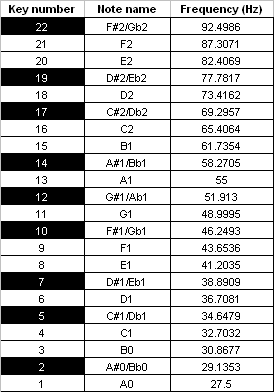 Key number Note name Frequency (Hz)
22 F#2/Gb2 92.4986
21 F2 87.3071
20 E2 82.4069
19 D#2/Eb2 77.7817
18 D2 73.4162
17 C#2/Db2 69.2957
16 C2 65.4064
15 B1 61.7354
14 A#1/Bb1 58.2705
13 A1 55
12 G#1/Ab1 51.913
11 G1 48.9995
10 F#1/Gb1 46.2493
9 F1 43.6536
8 E1 41.2035
7 D#1/Eb1 38.8909
6 D1 36.7081
5 C#1/Db1 34.6479
4 C1 32.7032
3 B0 30.8677
2 A#0/Bb0 29.1353
1 A0 27.5